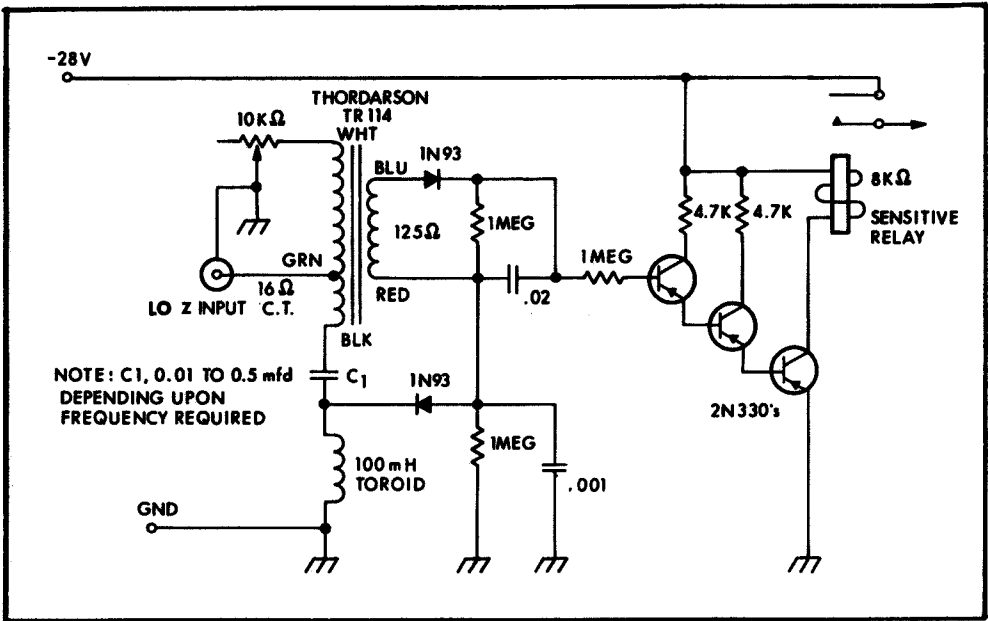 -28V
THORDARSON
TR 114
WHT
10KΩ
BLU
1N93
125Ω
1MEG
4.7K
4.7K
8KΩ
SENSITIVE
RELAY
GRN
1MEG
16Ω
C.T.
LO Z INPUT
RED
.02
BLK
NOTE: C1, 0.01 TO 0.5 mfd
DEPENDING UPON
FREQUENCY REQUIRED
C1
1N93
2N330's
1MEG
100mH
TOROID
.001
GND